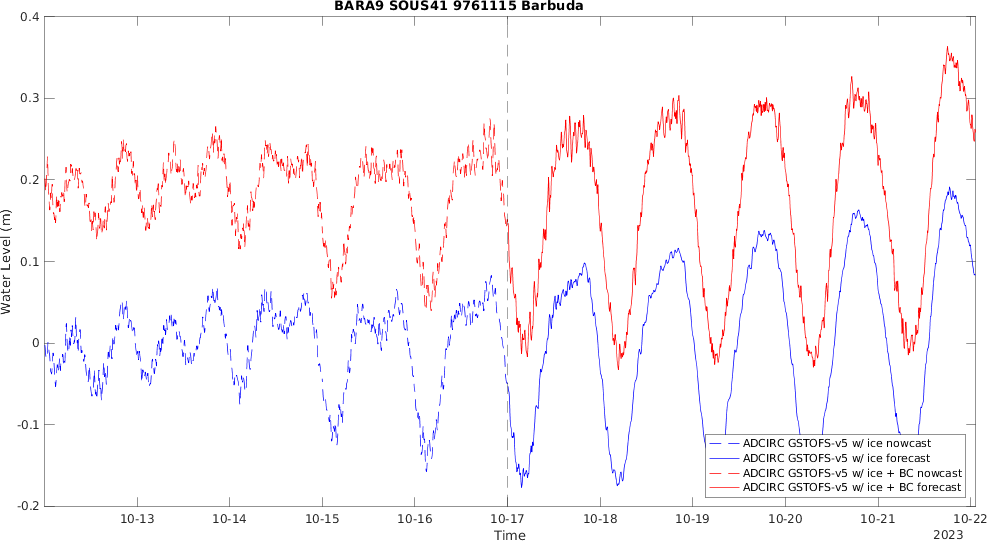 BARA9 SOUS41 9761115 Barbuda
Water Level (m)
0.4
0.3
0.2
0.1
0
-0.1
-0.2
ADCIRC GSTOFS-v5 w/ ice nowcast
ADCIRC GSTOFS-v5 w/ ice forecast
ADCIRC GSTOFS-v5 w/ ice + BC nowcast
ADCIRC GSTOFS-v5 w/ ice + BC forecast
10-13 10-14 10-15 10-16 10-17 10-18 10-19 10-20 10-21 10-22
Time
2023